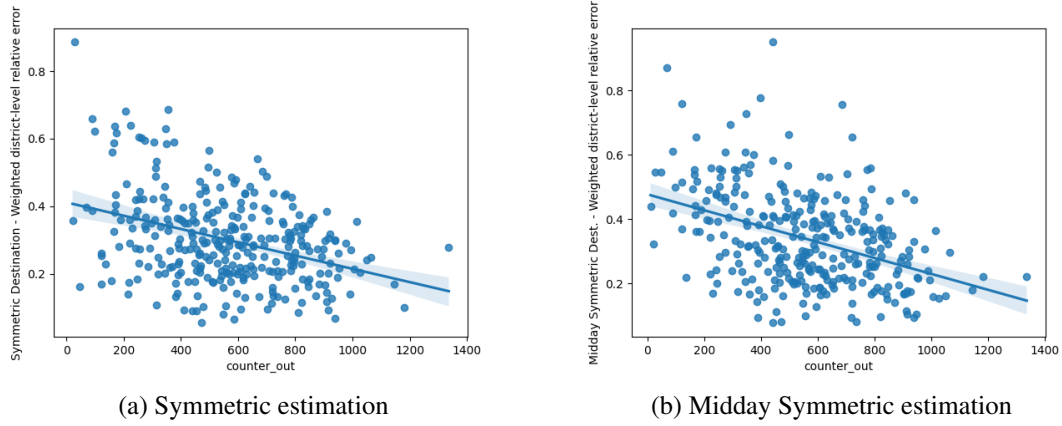 Symmetric Destination - Weighted district-level relative error
0.8
0.6
0.4
0.2
0 200 400 600 800 1000 1200 1400
counter_out
(a) Symmetric estimation
Midday Symmetric Dest. - Weighted district-level relative error
0.8
0.6
0.4
0.2
0 200 400 600 800 1000 1200 1400
counter_out
(b) Midday Symmetric estimation